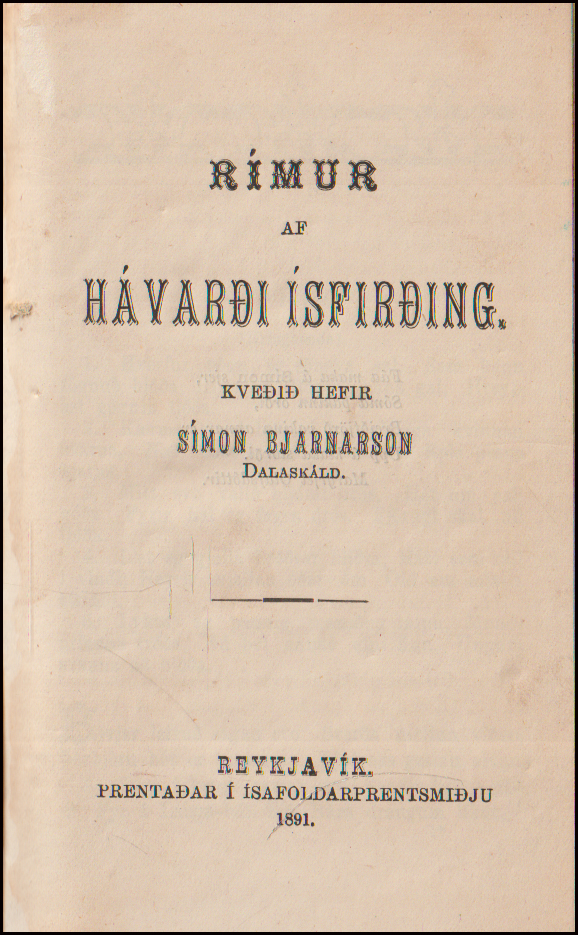 RÍMUR
AF
HÁVARÐI ÍSFIRÐING.
KVEÐIÐ HEFIR
SÍMON BJARNARSON
DALASKÁLD.
REYKJAVÍK.
PRENTAÐAR Í ÍSAFOLDARPRENTSMIÐJU
1891.